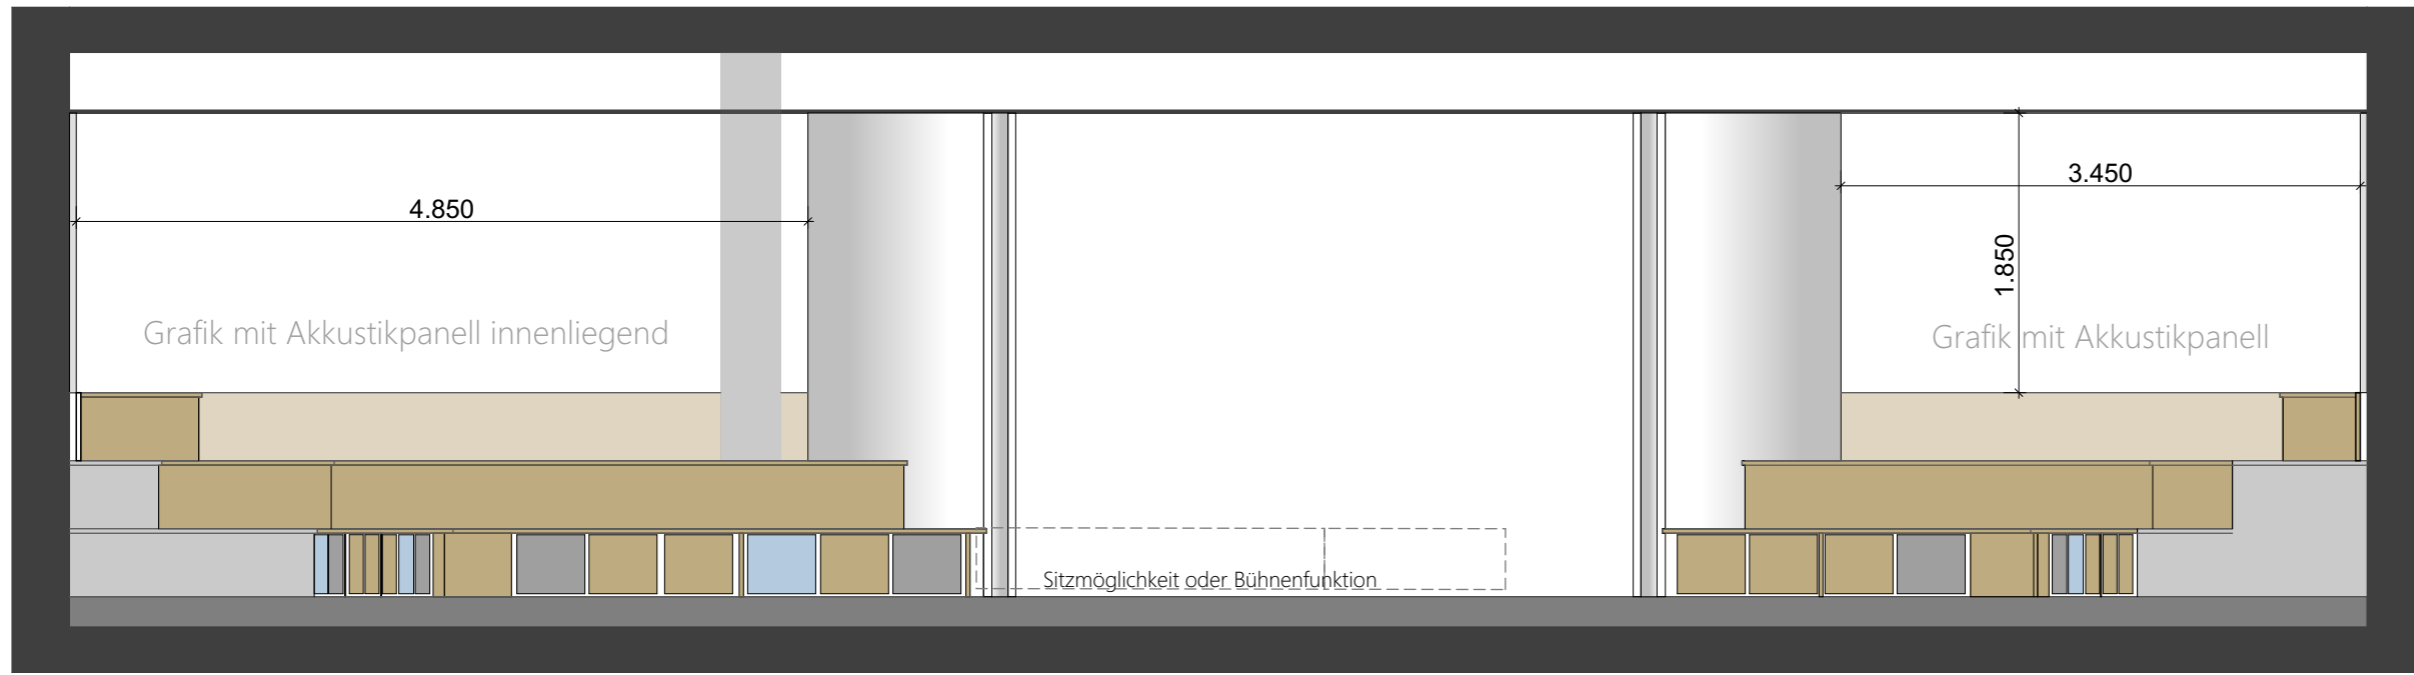 3.450
4.850
1.850
Grafik mit Akkustikpanell innenliegend
Grafik mit Akkustikpanell
Sitzmöglichkeit oder Bühnenfunktion